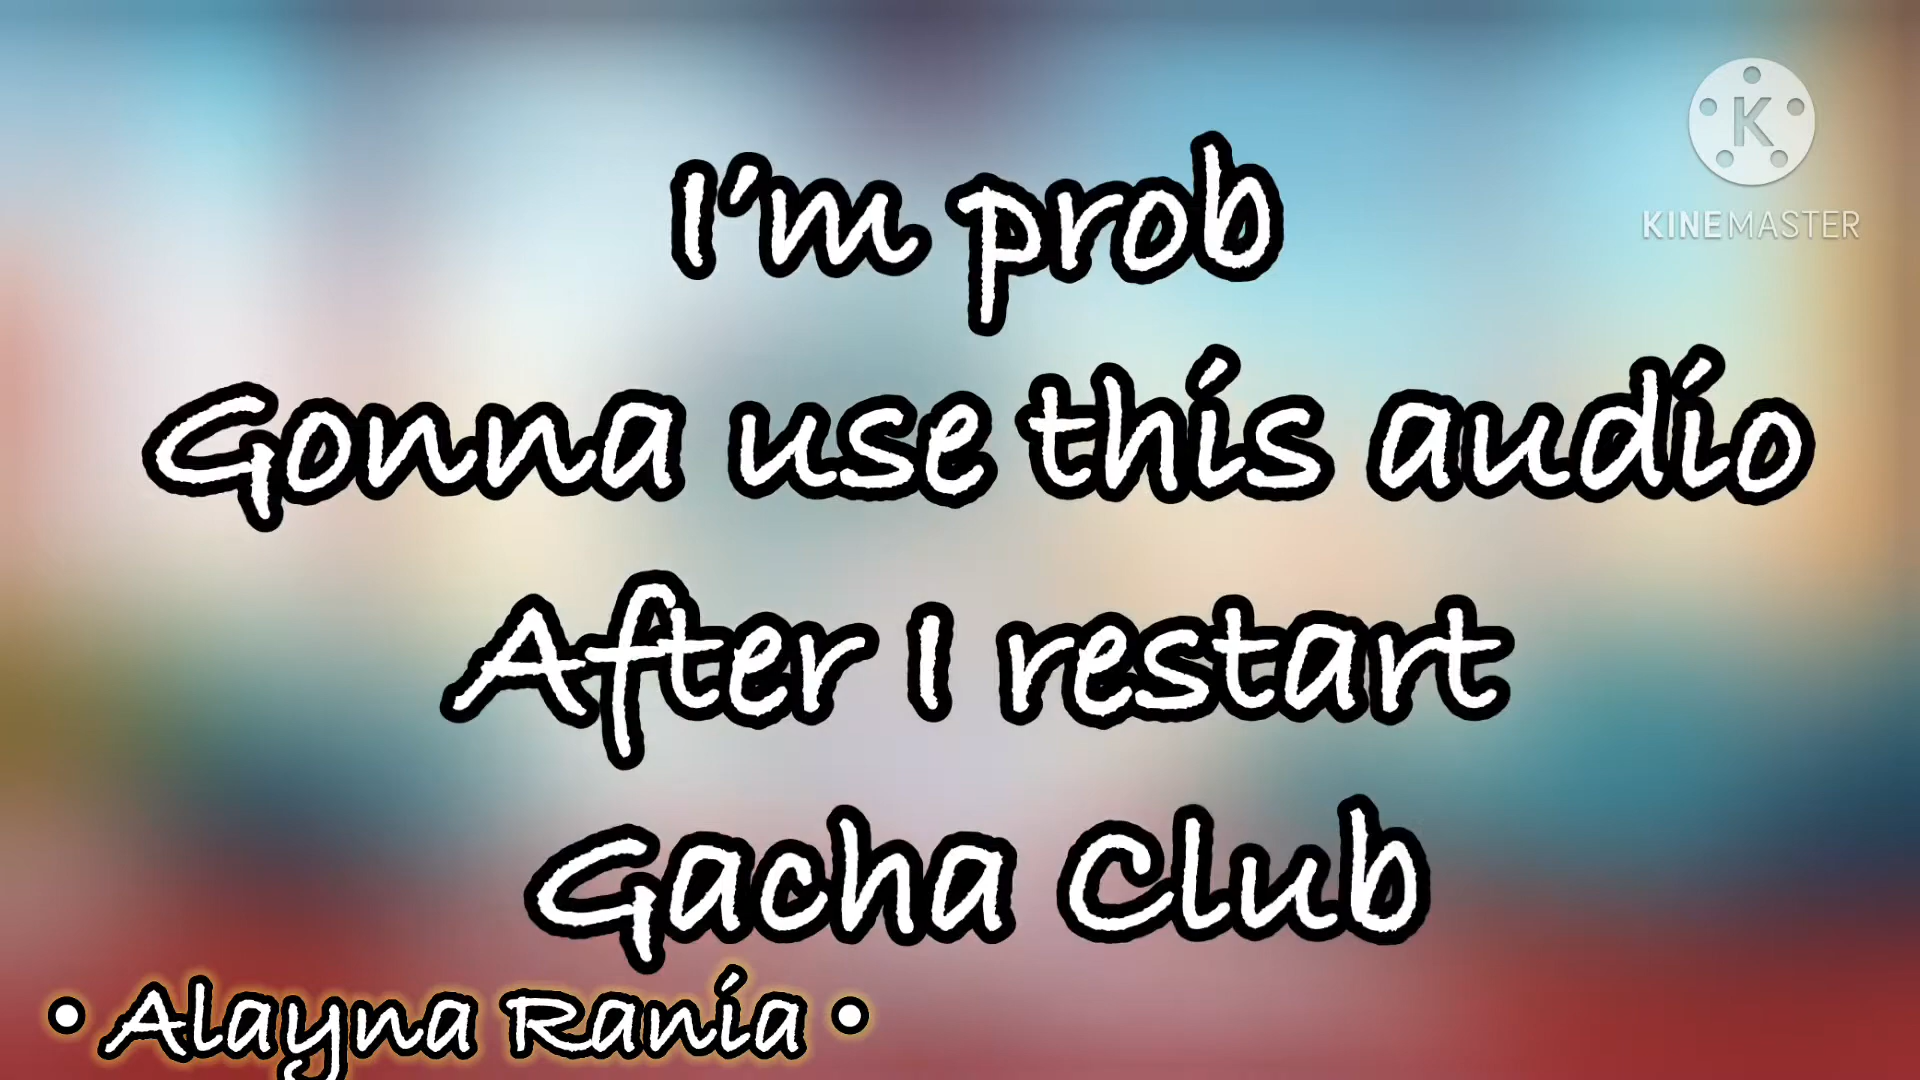 K
KINEMASTER
I'm prob
Gonna use this audio
After I restart
Gacha Club
• Alayna Rania •